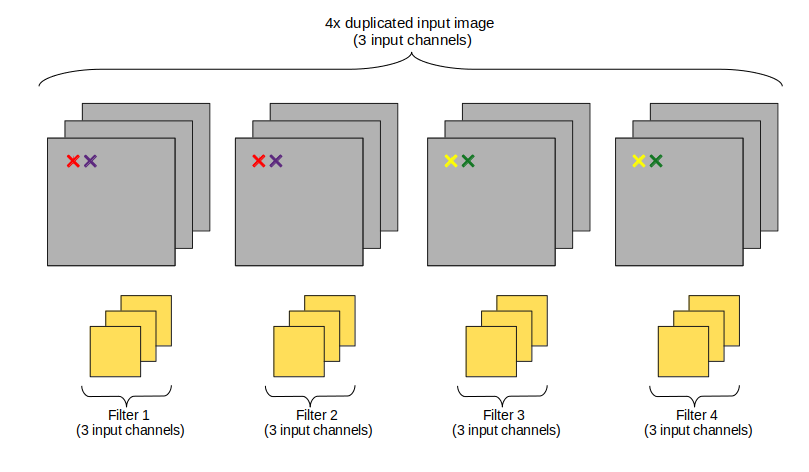 4x duplicated input image
(3 input channels)
Filter 1
(3 input channels)
Filter 2
(3 input channels)
Filter 3
(3 input channels)
Filter 4
(3 input channels)